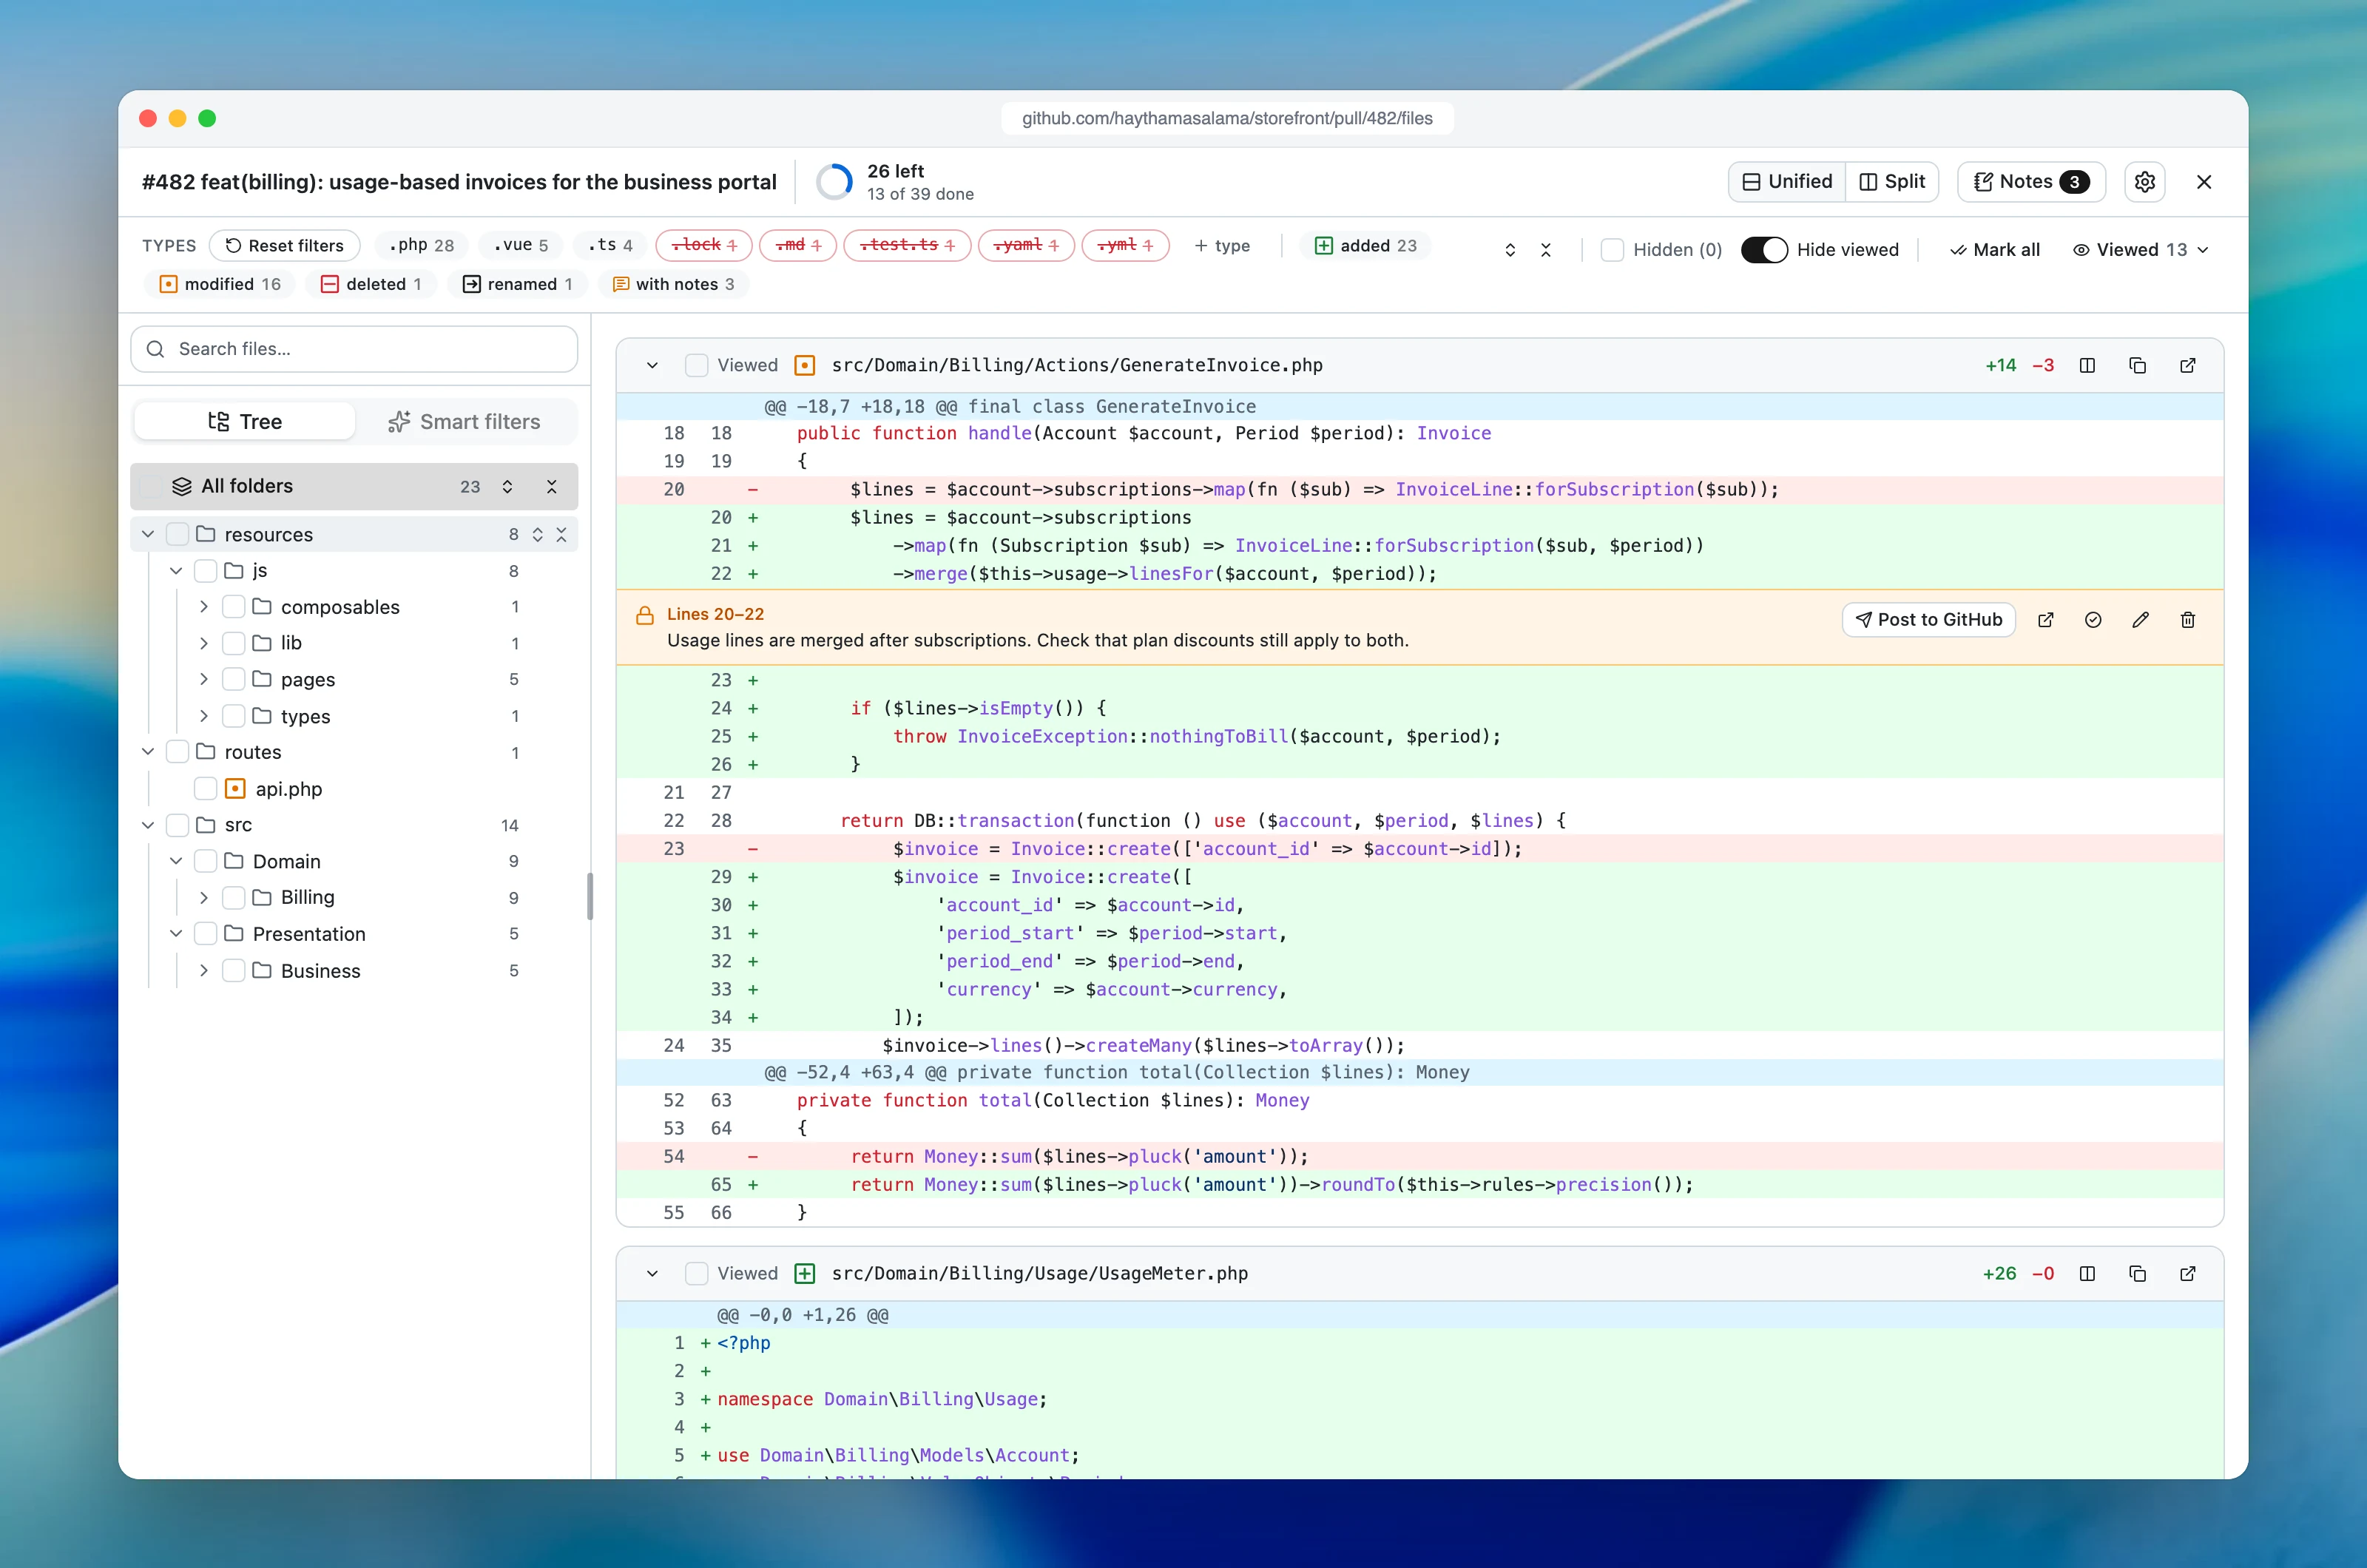 github.com/haythamasalama/storefront/pull/482/files
#482 feat(billing): usage-based invoices for the business portal
26 left
13 of 39 done
Unified
Split
Notes 3
TYPES
Reset filters
.php 28
.vue 5
.ts 4
.lock 1
.md 1
.test.ts 1
.yaml 1
.yml 1
+ type
added 23
Hidden (0)
Hide viewed
Mark all
Viewed 13
modified 16
deleted 1
renamed 1
with notes 3
Search files...
Tree
Smart filters
All folders 23
resources 8
js 8
composables 1
lib 1
pages 5
types 1
routes 1
api.php
src 14
Domain 9
Billing 9
Presentation 5
Business 5
Viewed src/Domain/Billing/Actions/GenerateInvoice.php +14 −3
@@ −18,7 +18,18 @@ final class GenerateInvoice
18 18 public function handle(Account $account, Period $period): Invoice
19 19 {
20 − $lines = $account->subscriptions->map(fn ($sub) => InvoiceLine::forSubscription($sub));
20 + $lines = $account->subscriptions
21 + ->map(fn (Subscription $sub) => InvoiceLine::forSubscription($sub, $period))
22 + ->merge($this->usage->linesFor($account, $period));
Lines 20–22
Usage lines are merged after subscriptions. Check that plan discounts still apply to both.
Post to GitHub
23 +
24 + if ($lines->isEmpty()) {
25 + throw InvoiceException::nothingToBill($account, $period);
26 + }
21 27
22 28 return DB::transaction(function () use ($account, $period, $lines) {
23 − $invoice = Invoice::create(['account_id' => $account->id]);
29 + $invoice = Invoice::create([
30 + 'account_id' => $account->id,
31 + 'period_start' => $period->start,
32 + 'period_end' => $period->end,
33 + 'currency' => $account->currency,
34 + ]);
24 35 $invoice->lines()->createMany($lines->toArray());
@@ −52,4 +63,4 @@ private function total(Collection $lines): Money
52 63 private function total(Collection $lines): Money
53 64 {
54 − return Money::sum($lines->pluck('amount'));
65 + return Money::sum($lines->pluck('amount'))->roundTo($this->rules->precision());
55 66 }
Viewed src/Domain/Billing/Usage/UsageMeter.php +26 −0
@@ −0,0 +1,26 @@
1 + <?php
2 +
3 + namespace Domain\Billing\Usage;
4 +
5 + use Domain\Billing\Models\Account;